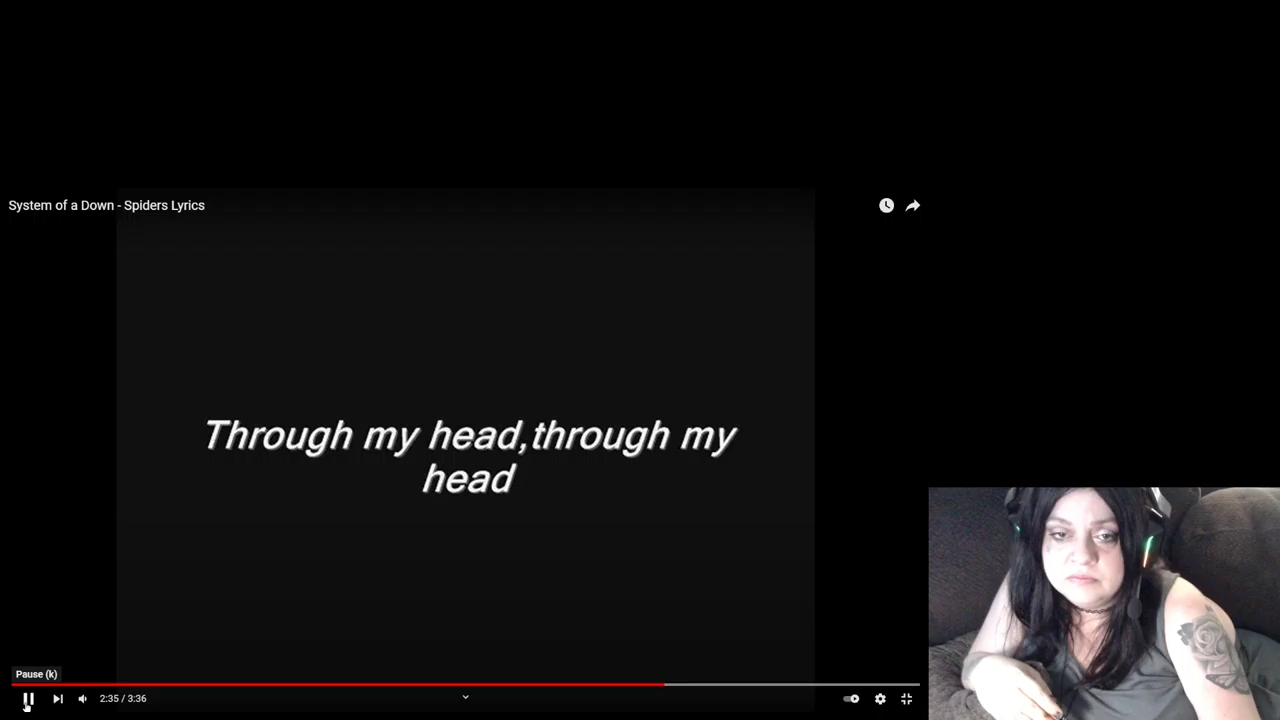 System of a Down - Spiders Lyrics
Through my head,through my
head
Pause (k)
2:35 / 3:36